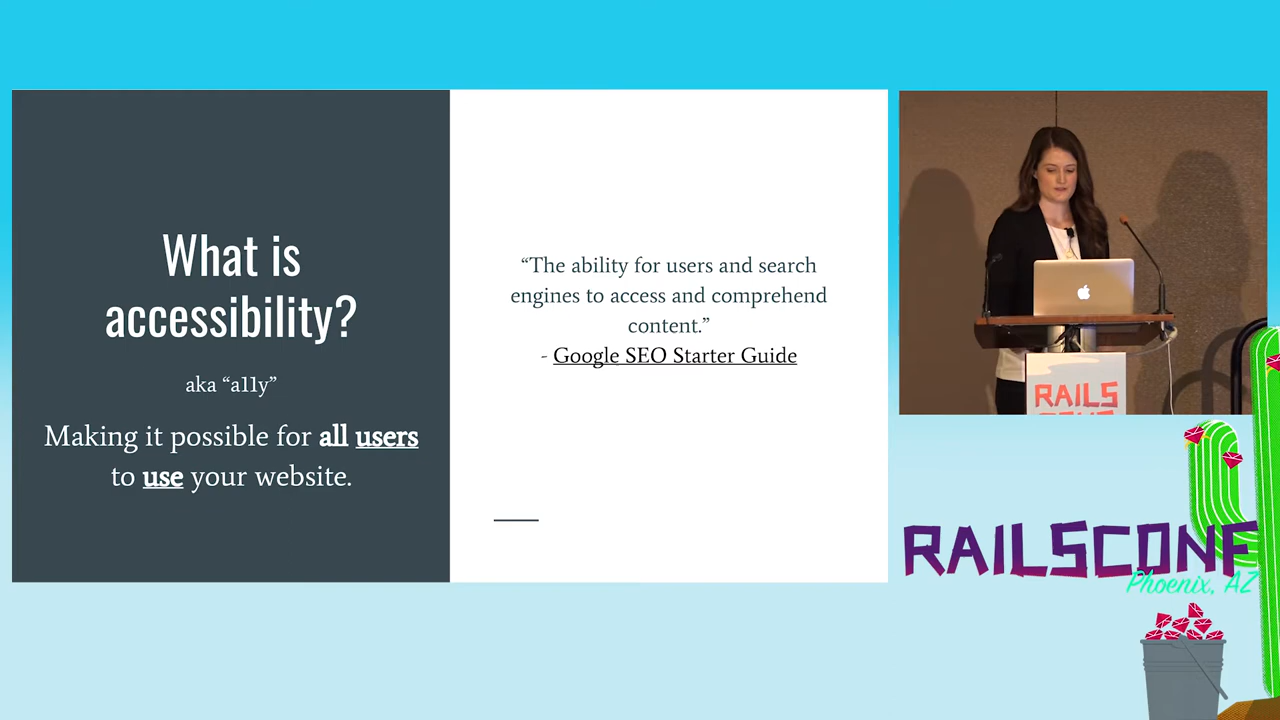 What is
accessibility?
aka “a11y”
Making it possible for all users
to use your website.
“The ability for users and search
engines to access and comprehend
content.”
- Google SEO Starter Guide
RAILS
CONF
RAILSCONF
Phoenix, AZ